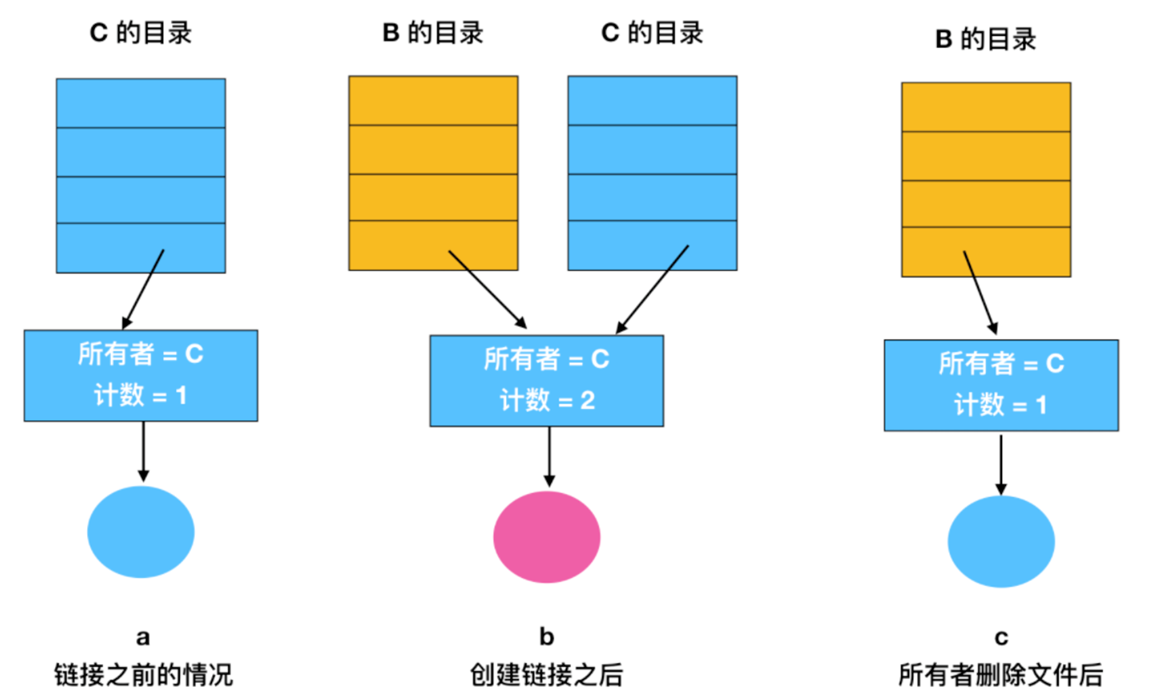 C 的目录
B 的目录
C 的目录
B 的目录
所有者 = C
计数 = 1
所有者 = C
计数 = 2
所有者 = C
计数 = 1
a
链接之前的情况
b
创建链接之后
c
所有者删除文件后